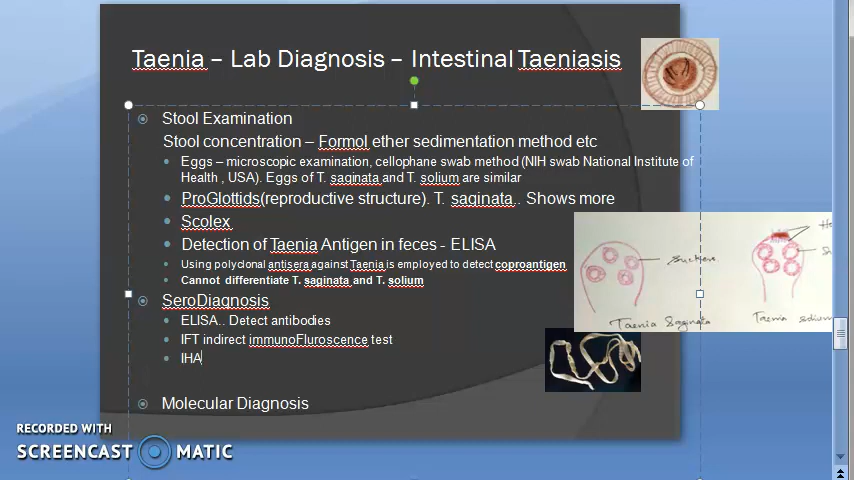 Taenia – Lab Diagnosis – Intestinal Taeniasis
Stool Examination
Stool concentration – Formol ether sedimentation method etc
Eggs – microscopic examination, cellophane swab method (NIH swab National Institute of
Health , USA). Eggs of T. saginata and T. solium are similar
ProGlottids(reproductive structure). T. saginata.. Shows more
Scolex
Detection of Taenia Antigen in feces - ELISA
Using polyclonal antisera against Taenia is employed to detect coproantigen
Cannot differentiate T. saginata and T. solium
SeroDiagnosis
ELISA.. Detect antibodies
IFT indirect immunoFluroscence test
IHA
Molecular Diagnosis
Taenia Saginata
Taenia solium
RECORDED WITH
SCREENCAST MATIC